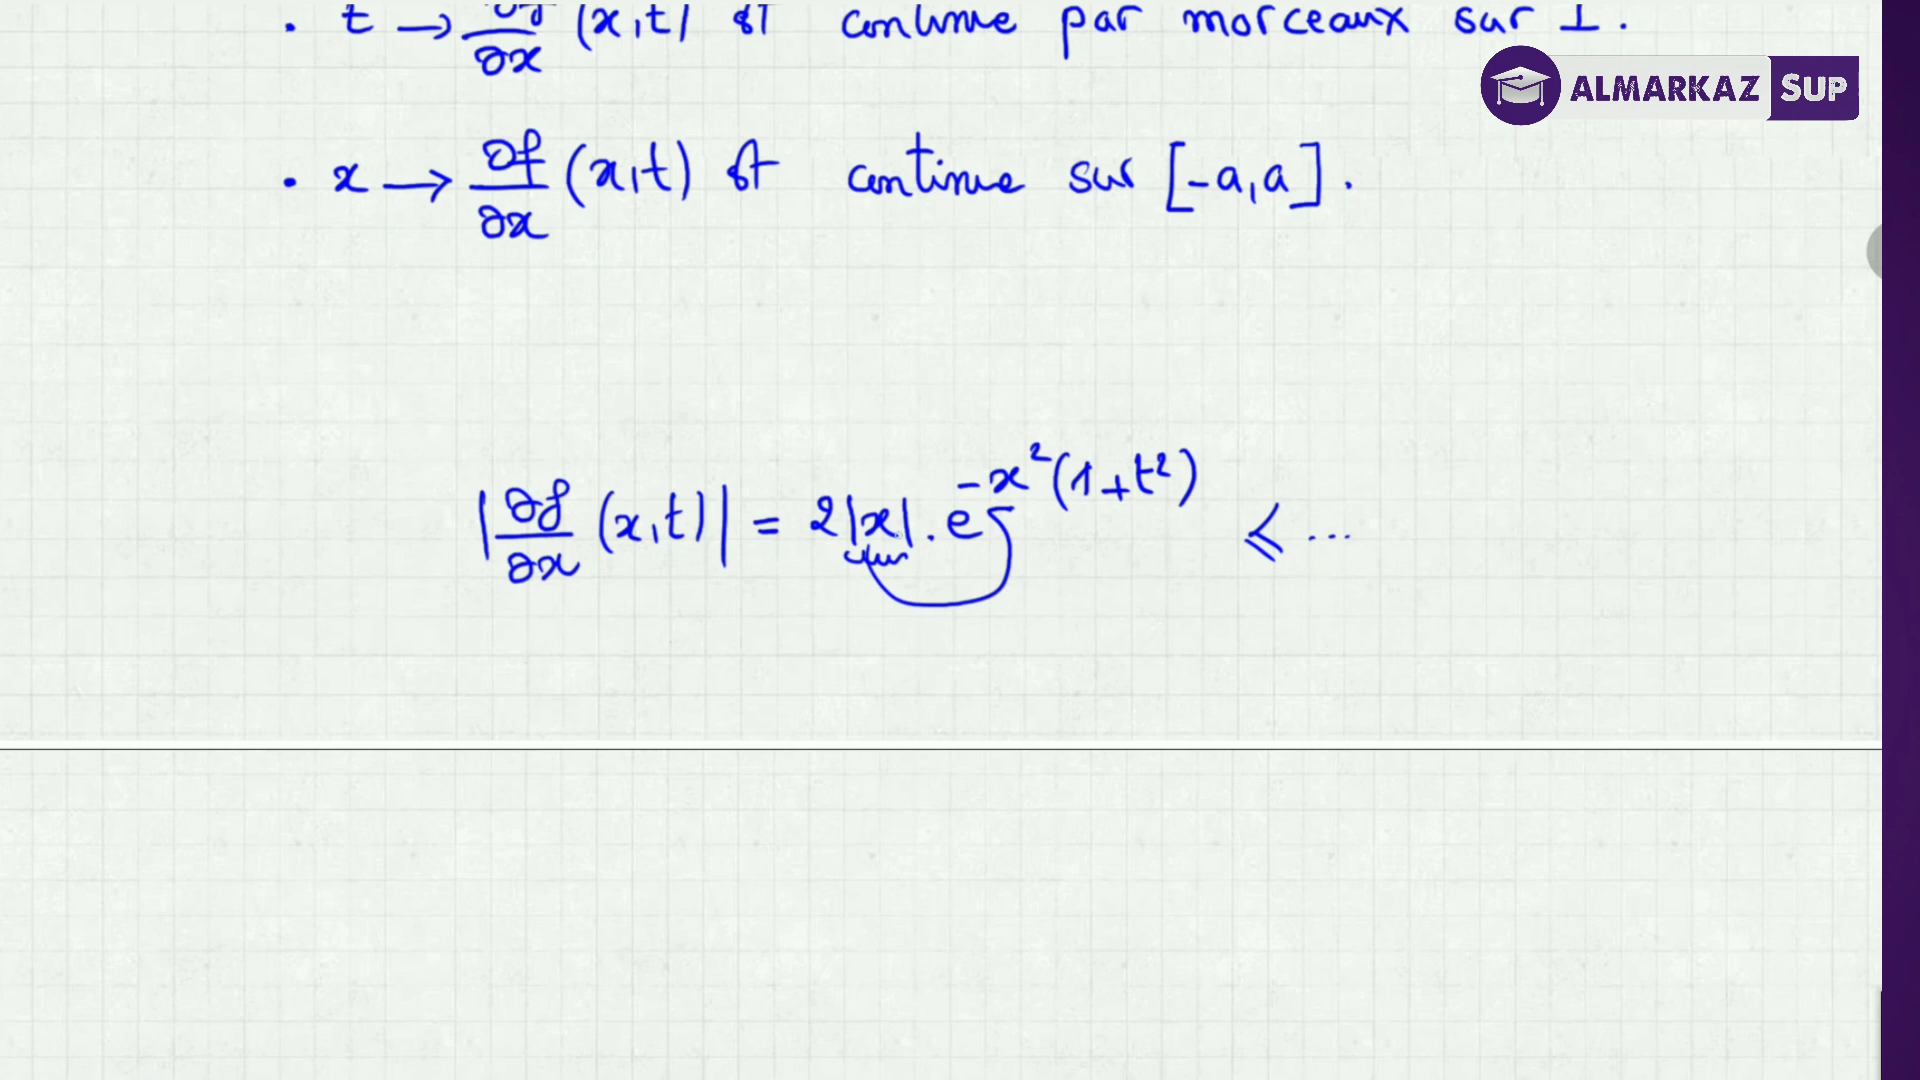 . t → ∂f/∂x (x,t) est continue par morceaux sur I.
ALMARKAZ SUP
. x → ∂f/∂x (x,t) est continue sur [-a,a].
|∂f/∂x (x,t)| = 2|x|.e^{-x²(1+t²)} ⩽ ...